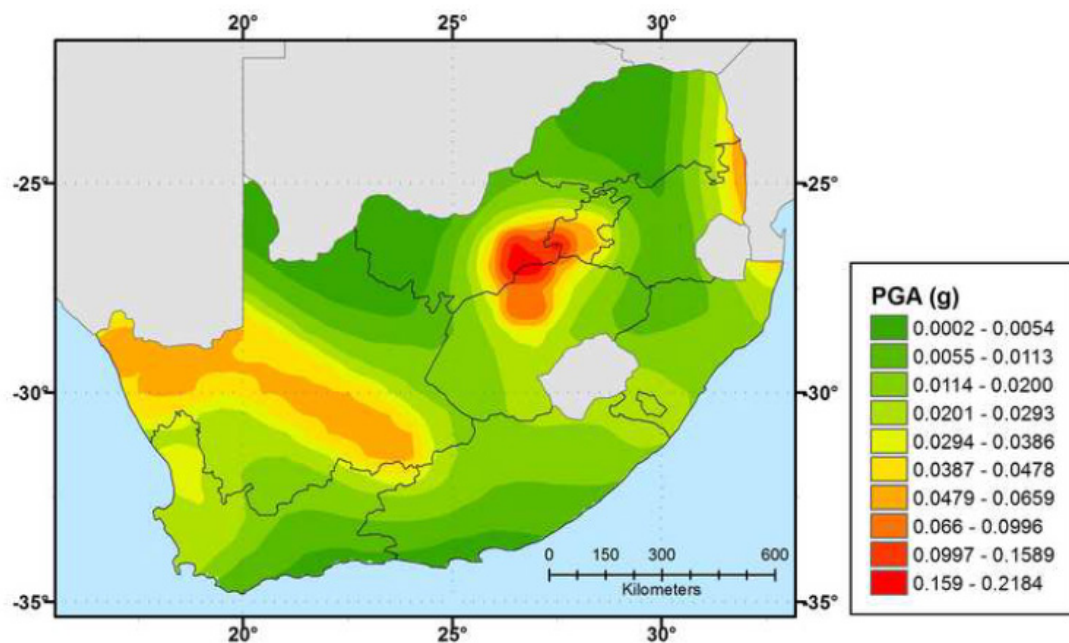 20° 25° 30°
-25° -25°
-30° -30°
-35° -35°
0 150 300 600
Kilometers
20° 25° 30°
PGA (g)
0.0002 - 0.0054
0.0055 - 0.0113
0.0114 - 0.0200
0.0201 - 0.0293
0.0294 - 0.0386
0.0387 - 0.0478
0.0479 - 0.0659
0.066 - 0.0996
0.0997 - 0.1589
0.159 - 0.2184